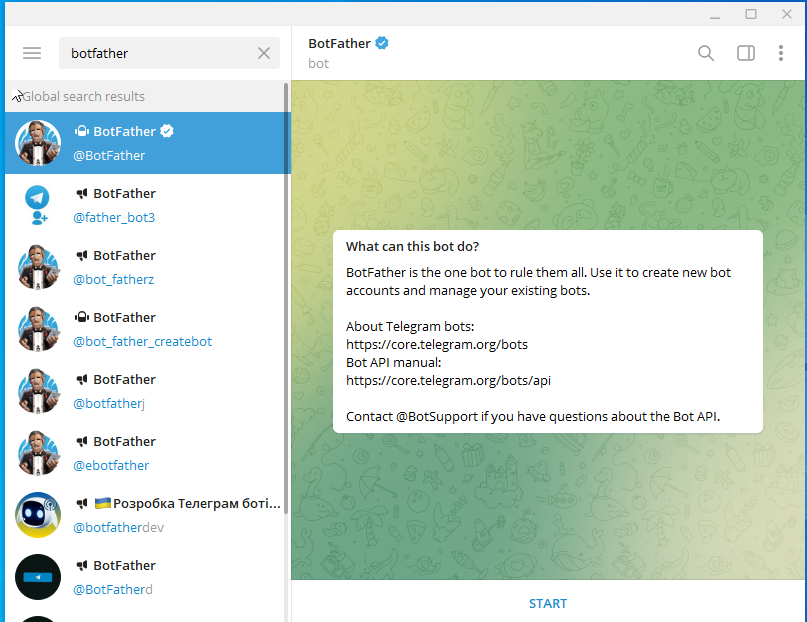 botfather
Global search results
BotFather
@BotFather
BotFather
@father_bot3
BotFather
@bot_fatherz
BotFather
@bot_father_createbot
BotFather
@botfatherj
BotFather
@ebotfather
🇺🇦Розробка Телеграм боті...
@botfatherdev
BotFather
@BotFatherd
BotFather
bot
What can this bot do?
BotFather is the one bot to rule them all. Use it to create new bot
accounts and manage your existing bots.
About Telegram bots:
https://core.telegram.org/bots
Bot API manual:
https://core.telegram.org/bots/api
Contact @BotSupport if you have questions about the Bot API.
START